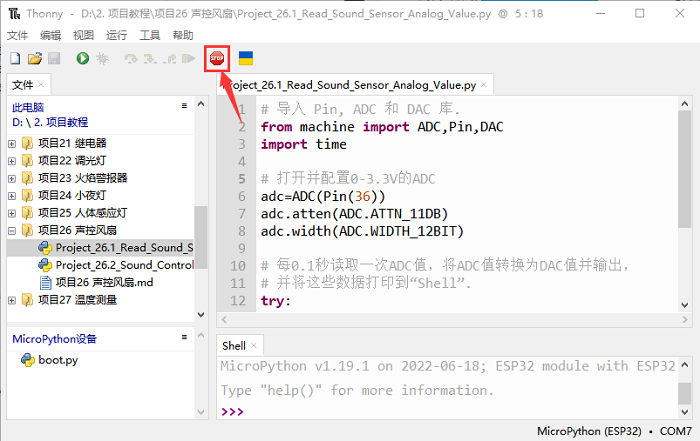 Thonny - D:\2. 项目教程\项目26 声控风扇\Project_26.1_Read_Sound_Sensor_Analog_Value.py @ 5 : 18
文件 编辑 视图 运行 工具 帮助
STOP
文件 ×
此电脑
D: \ 2. 项目教程
项目21 继电器
项目22 调光灯
项目23 火焰警报器
项目24 小夜灯
项目25 人体感应灯
项目26 声控风扇
Project_26.1_Read_Sound_S
Project_26.2_Sound_Control
项目26 声控风扇.md
项目27 温度测量
MicroPython设备
boot.py
Project_26.1_Read_Sound_Sensor_Analog_Value.py ×
1 # 导入 Pin, ADC 和 DAC 库.
2 from machine import ADC,Pin,DAC
3 import time
4
5 # 打开并配置0-3.3V的ADC
6 adc=ADC(Pin(36))
7 adc.atten(ADC.ATTN_11DB)
8 adc.width(ADC.WIDTH_12BIT)
9
10 # 每0.1秒读取一次ADC值，将ADC值转换为DAC值并输出，
11 # 并将这些数据打印到“Shell”.
12 try:
Shell ×
MicroPython v1.19.1 on 2022-06-18; ESP32 module with ESP32
Type "help()" for more information.
>>>
MicroPython (ESP32) • COM7